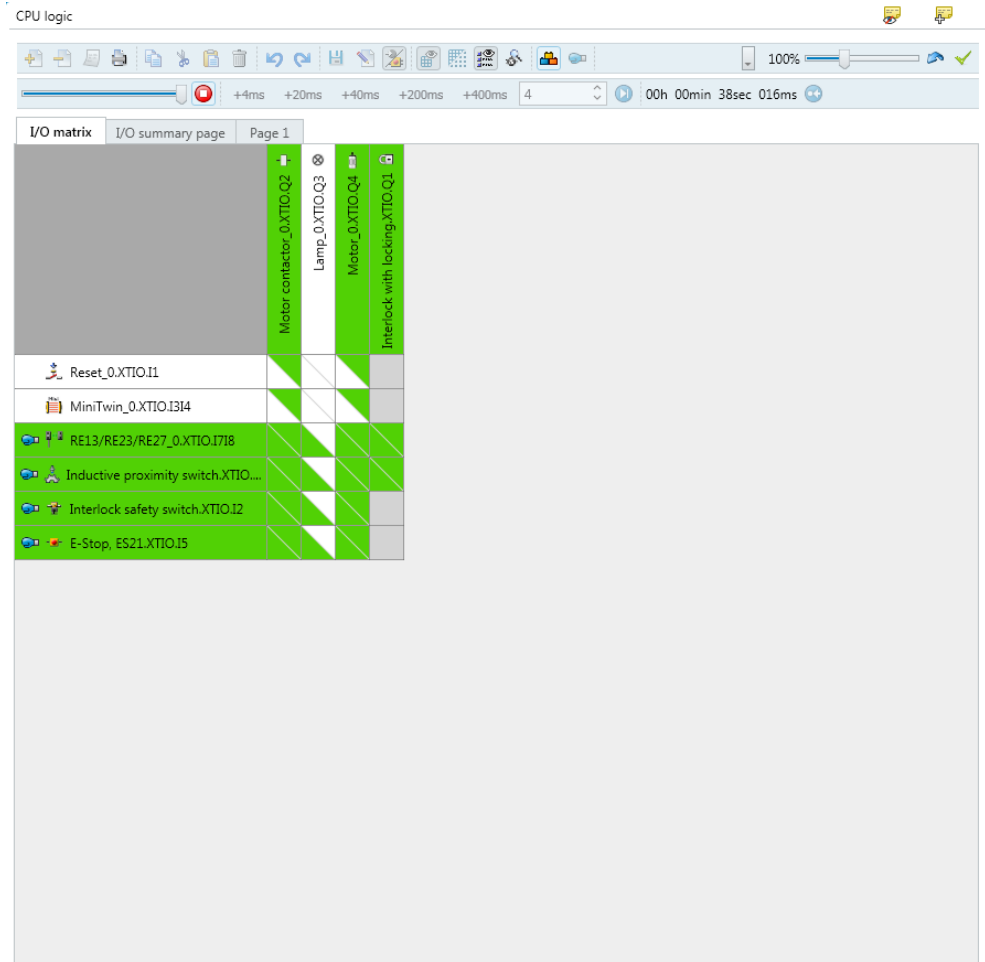 CPU logic
100%
+4ms +20ms +40ms +200ms +400ms 4 00h 00min 38sec 016ms
I/O matrix I/O summary page Page 1
Motor contactor_0.XTIO.Q2
Lamp_0.XTIO.Q3
Motor_0.XTIO.Q4
Interlock with locking.XTIO.Q1
Reset_0.XTIO.I1
MiniTwin_0.XTIO.I3I4
RE13/RE23/RE27_0.XTIO.I7I8
Inductive proximity switch.XTIO....
Interlock safety switch.XTIO.I2
E-Stop, ES21.XTIO.I5